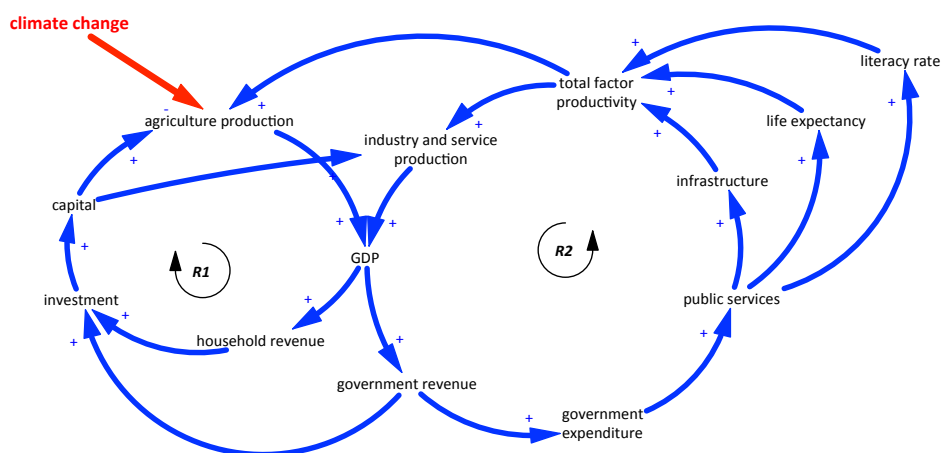 climate change
+
literacy rate
total factor
productivity
+
+
-
+
agriculture production
+
+
life expectancy
industry and service
production
+
+
+
infrastructure
+
capital
+
+
+
+
R1
R2
GDP
investment
+
public services
+
+
+
household revenue
+
+
government revenue
+
government
expenditure